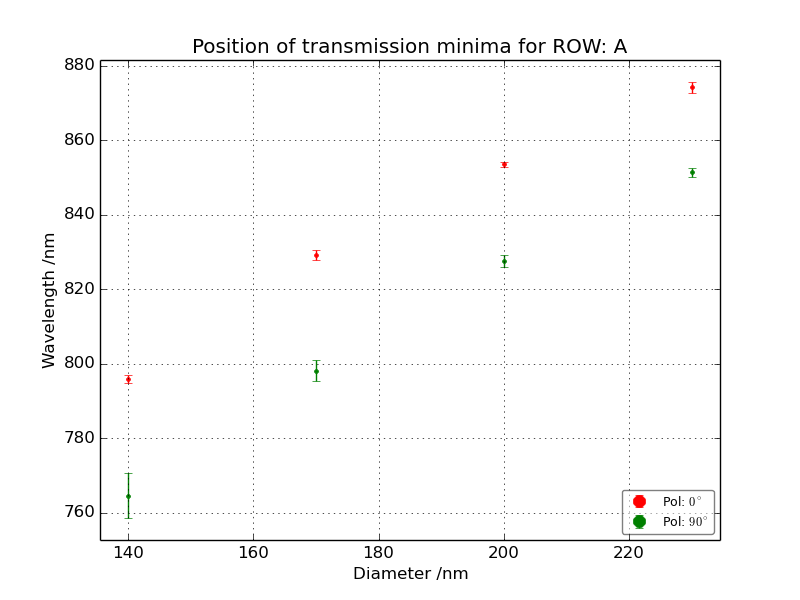 Position of transmission minima for ROW: A
880
860
840
820
800
780
760
Wavelength /nm
140 160 180 200 220
Diameter /nm
Pol: 0°
Pol: 90°